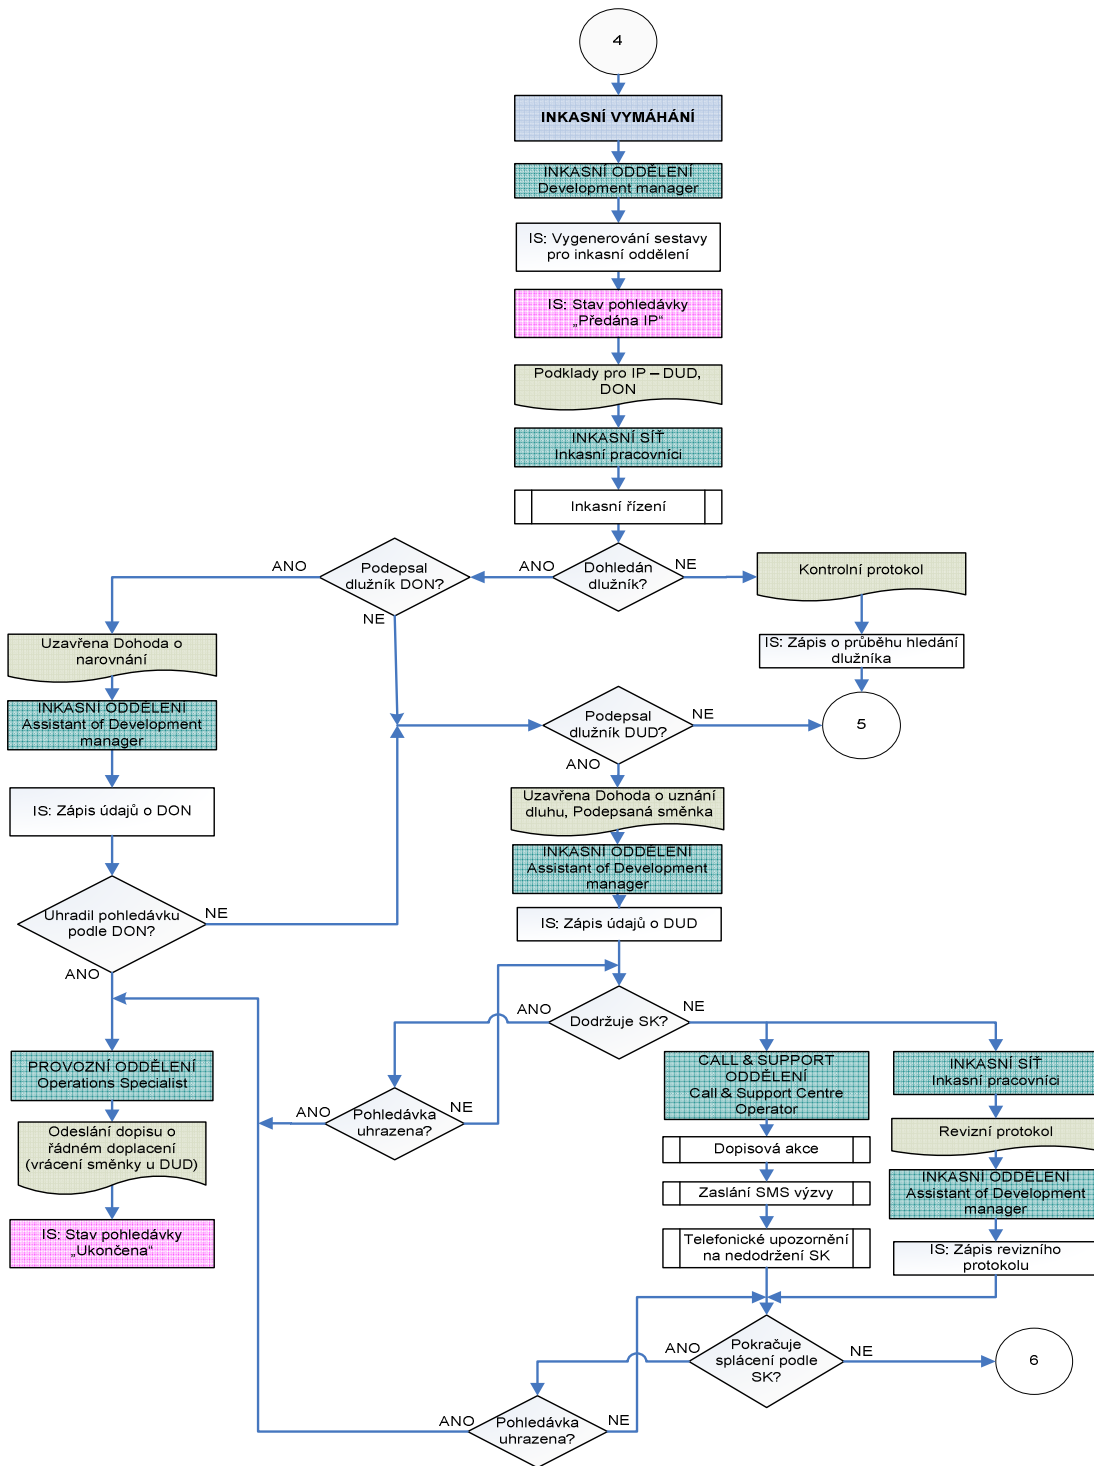 4
INKASNÍ VYMÁHÁNÍ
INKASNÍ ODDĚLENÍ
Development manager
IS: Vygenerování sestavy
pro inkasní oddělení
IS: Stav pohledávky
„Předána IP“
Podklady pro IP – DUD,
DON
INKASNÍ SÍŤ
Inkasní pracovníci
Inkasní řízení
Dohledán
dlužník?
ANO
NE
Podepsal
dlužník DON?
ANO
NE
Kontrolní protokol
IS: Zápis o průběhu hledání
dlužníka
5
Uzavřena Dohoda o
narovnání
INKASNÍ ODDĚLENÍ
Assistant of Development
manager
IS: Zápis údajů o DON
Uhradil pohledávku
podle DON?
NE
ANO
Podepsal
dlužník DUD?
NE
ANO
Uzavřena Dohoda o uznání
dluhu, Podepsaná směnka
INKASNÍ ODDĚLENÍ
Assistant of Development
manager
IS: Zápis údajů o DUD
Dodržuje SK?
ANO
NE
Pohledávka
uhrazena?
ANO
NE
PROVOZNÍ ODDĚLENÍ
Operations Specialist
Odeslání dopisu o
řádném doplacení
(vrácení směnky u DUD)
IS: Stav pohledávky
„Ukončena“
CALL & SUPPORT
ODDĚLENÍ
Call & Support Centre
Operator
Dopisová akce
Zaslání SMS výzvy
Telefonické upozornění
na nedodržení SK
INKASNÍ SÍŤ
Inkasní pracovníci
Revizní protokol
INKASNÍ ODDĚLENÍ
Assistant of Development
manager
IS: Zápis revizního
protokolu
Pokračuje
splácení podle
SK?
ANO
NE
6
Pohledávka
uhrazena?
ANO
NE